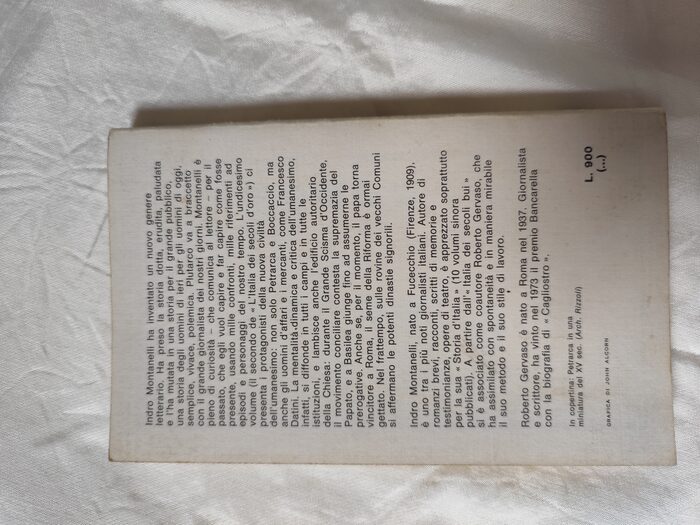 Indro Montanelli ha inventato un nuovo genere
letterario. Ha preso la storia dotta, erudita, paludata
e l'ha mutata in una storia per il grande pubblico,
una storia degli uomini di ieri per gli uomini di oggi,
semplice, vivace, polemica. Plutarco va a braccetto
con il grande giornalista dei nostri giorni. Montanelli è
pieno di curiosità - che comunica al lettore - per il
passato, che egli vuol capire e far capire come fosse
presente, usando mille confronti, mille riferimenti ad
episodi e personaggi del nostro tempo. L'undicesimo
volume (il secondo de « L'Italia dei secoli d'oro ») ci
presenta i protagonisti della nuova civiltà
dell'umanesimo: non solo Petrarca e Boccaccio, ma
anche gli uomini d'affari e i mercanti, come Francesco
Datini. La mentalità dinamica e critica dell'umanesimo,
infatti, si diffonde in tutti i campi e in tutte le
istituzioni, e lambisce anche l'edificio autoritario
della Chiesa: durante il Grande Scisma d'Occidente,
il movimento conciliare contesta la supremazia del
Papato, e a Basilea giunge fino ad assumerne le
prerogative. Anche se, per il momento, il papa torna
vincitore a Roma, il seme della Riforma è ormai
gettato. Nel frattempo, sulle rovine dei vecchi Comuni
si affermano le potenti dinastie signorili.
Indro Montanelli, nato a Fucecchio (Firenze, 1909),
è uno tra i più noti giornalisti italiani. Autore di
romanzi brevi, racconti, scritti di memorie e
testimonianze, opere di teatro, è apprezzato soprattutto
per la sua « Storia d'Italia » (10 volumi sinora
pubblicati). A partire dall'« Italia dei secoli bui »
si è associato come coautore Roberto Gervaso, che
ha assimilato con spontaneità e in maniera mirabile
il suo metodo e il suo stile di lavoro.
Roberto Gervaso è nato a Roma nel 1937. Giornalista
e scrittore, ha vinto nel 1973 il premio Bancarella
con la biografia di « Cagliostro ».
In copertina: Petrarca in una
miniatura del XV sec. (Arch. Rizzoli)
GRAFICA DI JOHN ALCORN
L. 900
(...)